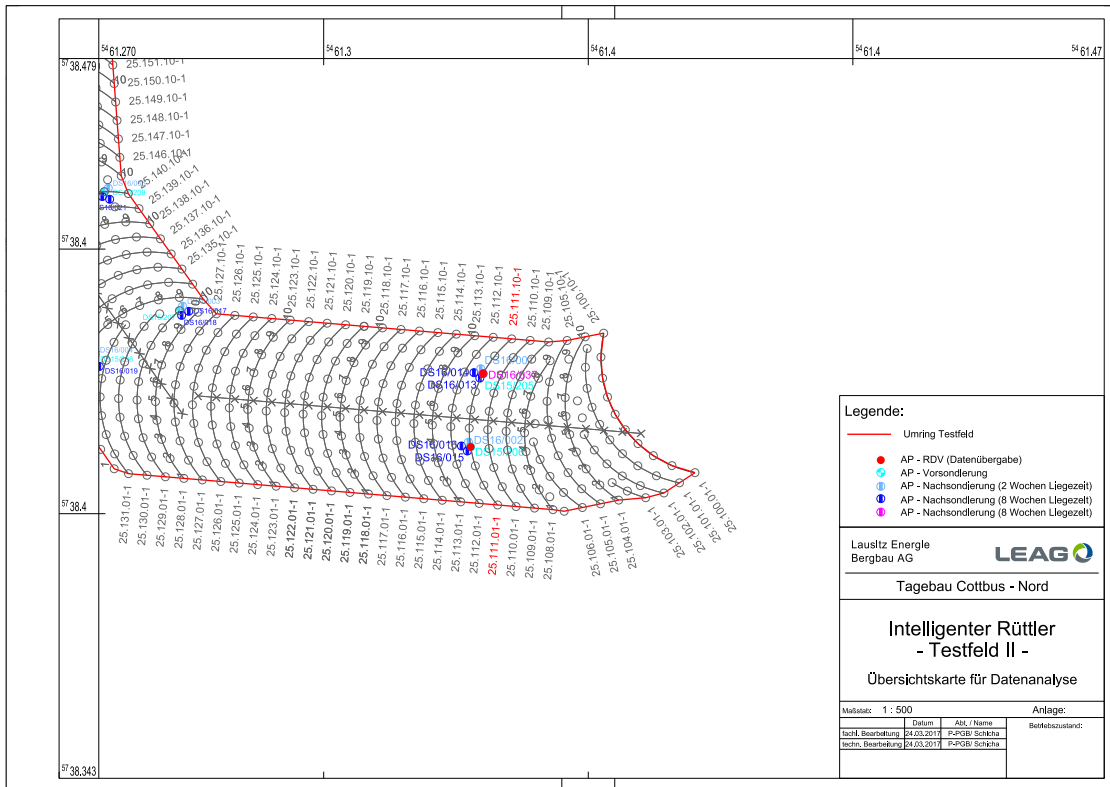 54 61.270
54 61.3
54 61.4
54 61.4
54 61.47
57 38.479
57 38.4
57 38.4
57 38.343
25.151.10-1
25.150.10-1
25.149.10-1
25.148.10-1
25.147.10-1
25.146.10-1
25.140.10-1
25.139.10-1
25.138.10-1
25.137.10-1
25.136.10-1
25.135.10-1
25.127.10-1
25.126.10-1
25.125.10-1
25.124.10-1
25.123.10-1
25.122.10-1
25.121.10-1
25.120.10-1
25.119.10-1
25.118.10-1
25.117.10-1
25.116.10-1
25.115.10-1
25.114.10-1
25.113.10-1
25.112.10-1
25.111.10-1
25.110.10-1
25.109.10-1
25.100.10-1
DS16/017
DS16/018
DS16/019
DS16/014
DS16/037
DS16/013
DS15/205
DS16/016
DS16/002
DS16/015
25.131.01-1
25.130.01-1
25.129.01-1
25.128.01-1
25.127.01-1
25.126.01-1
25.125.01-1
25.124.01-1
25.123.01-1
25.122.01-1
25.121.01-1
25.120.01-1
25.119.01-1
25.118.01-1
25.117.01-1
25.116.01-1
25.115.01-1
25.114.01-1
25.113.01-1
25.112.01-1
25.111.01-1
25.110.01-1
25.109.01-1
25.108.01-1
25.106.01-1
25.105.01-1
25.104.01-1
25.103.01-1
25.102.01-1
25.101.01-1
25.100.01-1
Legende:
Umring Testfeld
AP - RDV (Datenübergabe)
AP - Vorsondierung
AP - Nachsondierung (2 Wochen Liegezeit)
AP - Nachsondierung (8 Wochen Liegezeit)
AP - Nachsondierung (8 Wochen Liegezeit)
Lausitz Energie
Bergbau AG
LEAG
Tagebau Cottbus - Nord
Intelligenter Rüttler
- Testfeld II -
Übersichtskarte für Datenanalyse
Maßstab: 1 : 500
Anlage:
Datum Abt. / Name
Betriebszustand:
fachl. Bearbeitung 24.03.2017 P-PGB/ Schicha
techn. Bearbeitung 24.03.2017 P-PGB/ Schicha